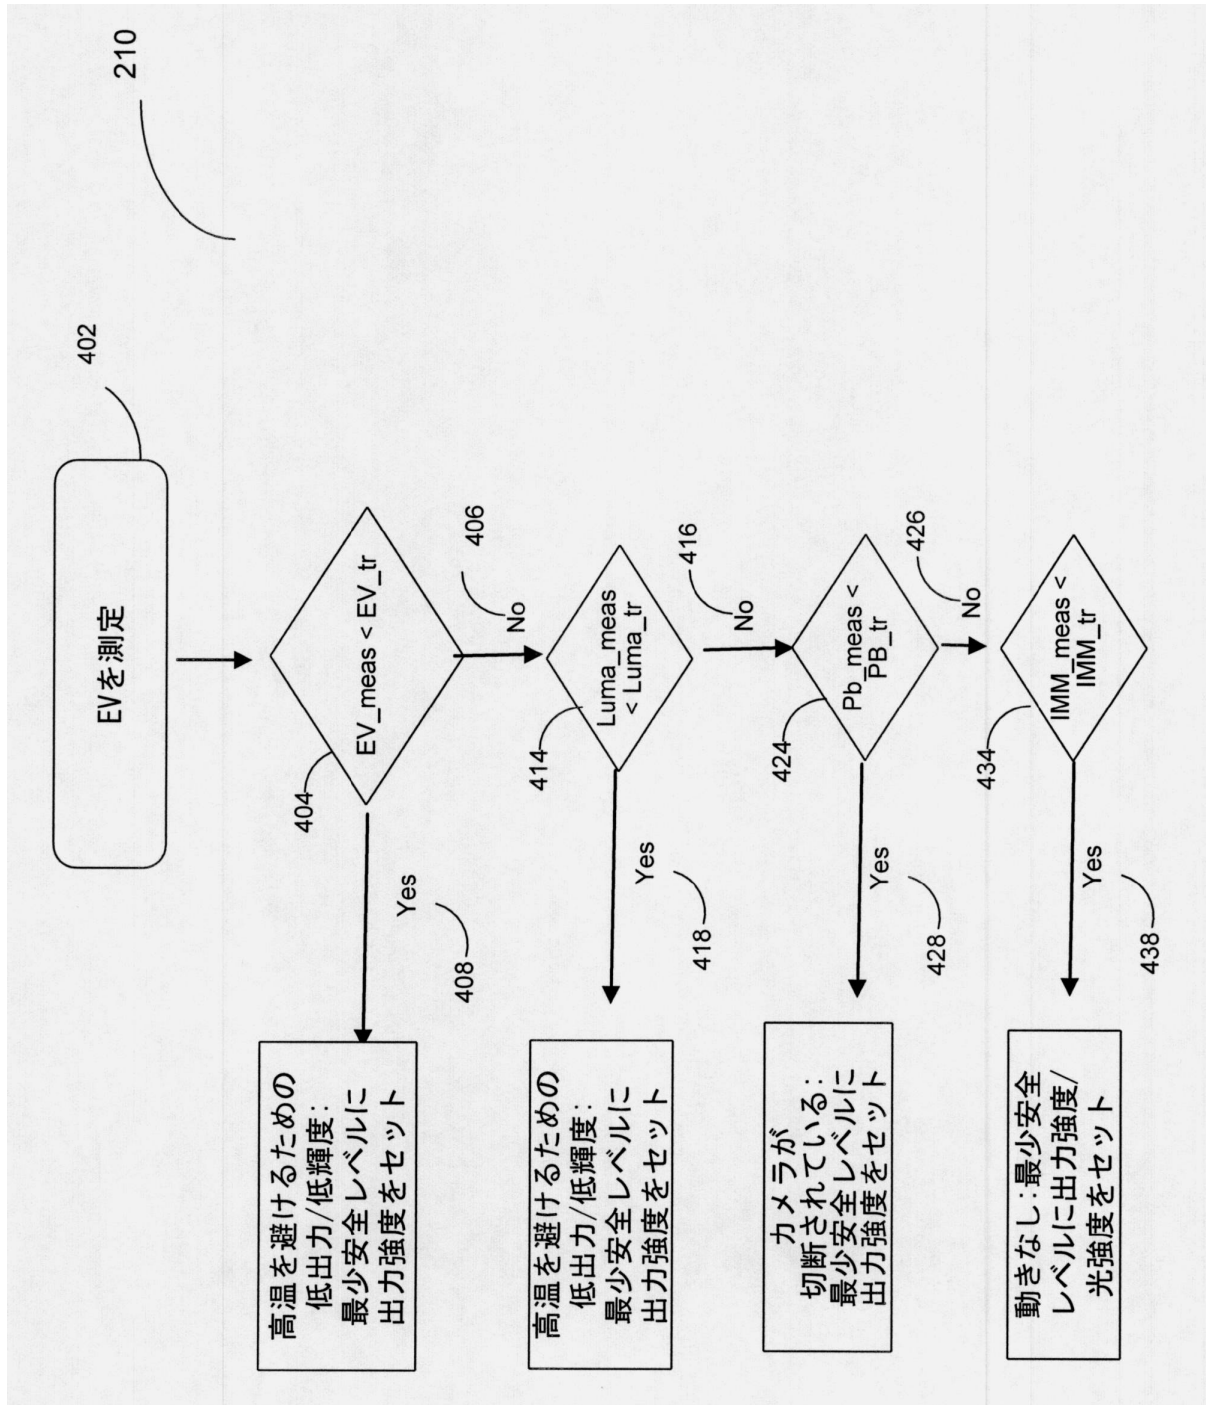 210
402
EVを測定
404
EV_meas < EV_tr
406
No
Yes
408
高温を避けるための
低出力/低輝度:
最少安全レベルに
出力強度をセット
414
Luma_meas
< Luma_tr
416
No
Yes
418
高温を避けるための
低出力/低輝度:
最少安全レベルに
出力強度をセット
424
Pb_meas <
PB_tr
426
No
Yes
428
カメラが
切断されている:
最少安全レベルに
出力強度をセット
434
IMM_meas <
IMM_tr
Yes
438
動きなし:最少安全
レベルに出力強度/
光強度をセット